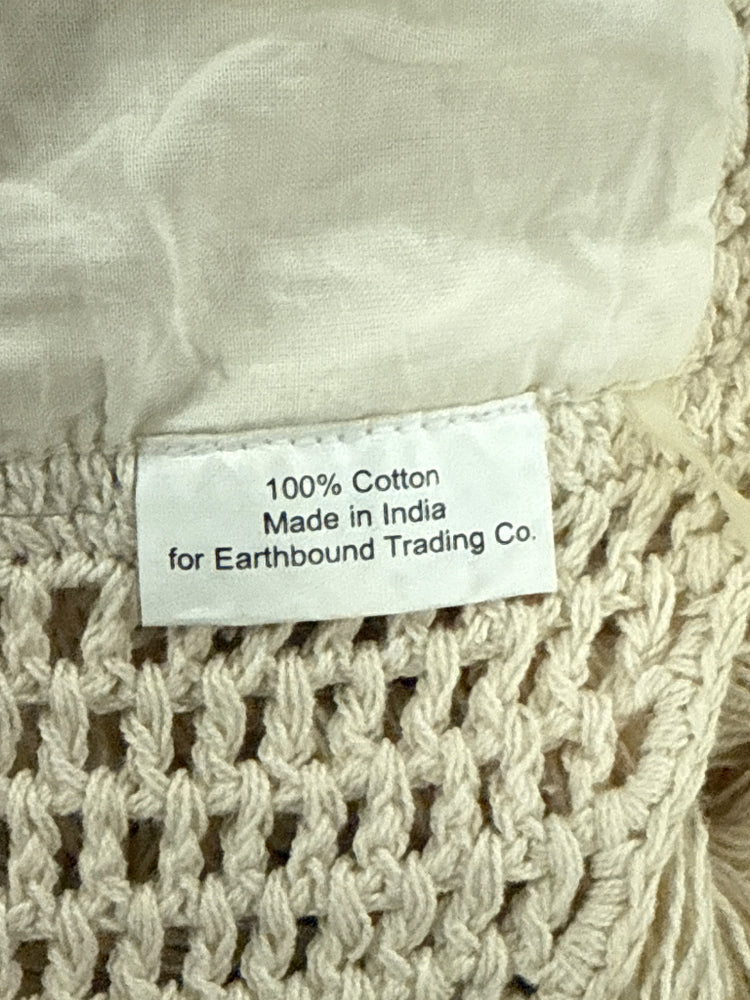 100% Cotton
Made in India
for Earthbound Trading Co.